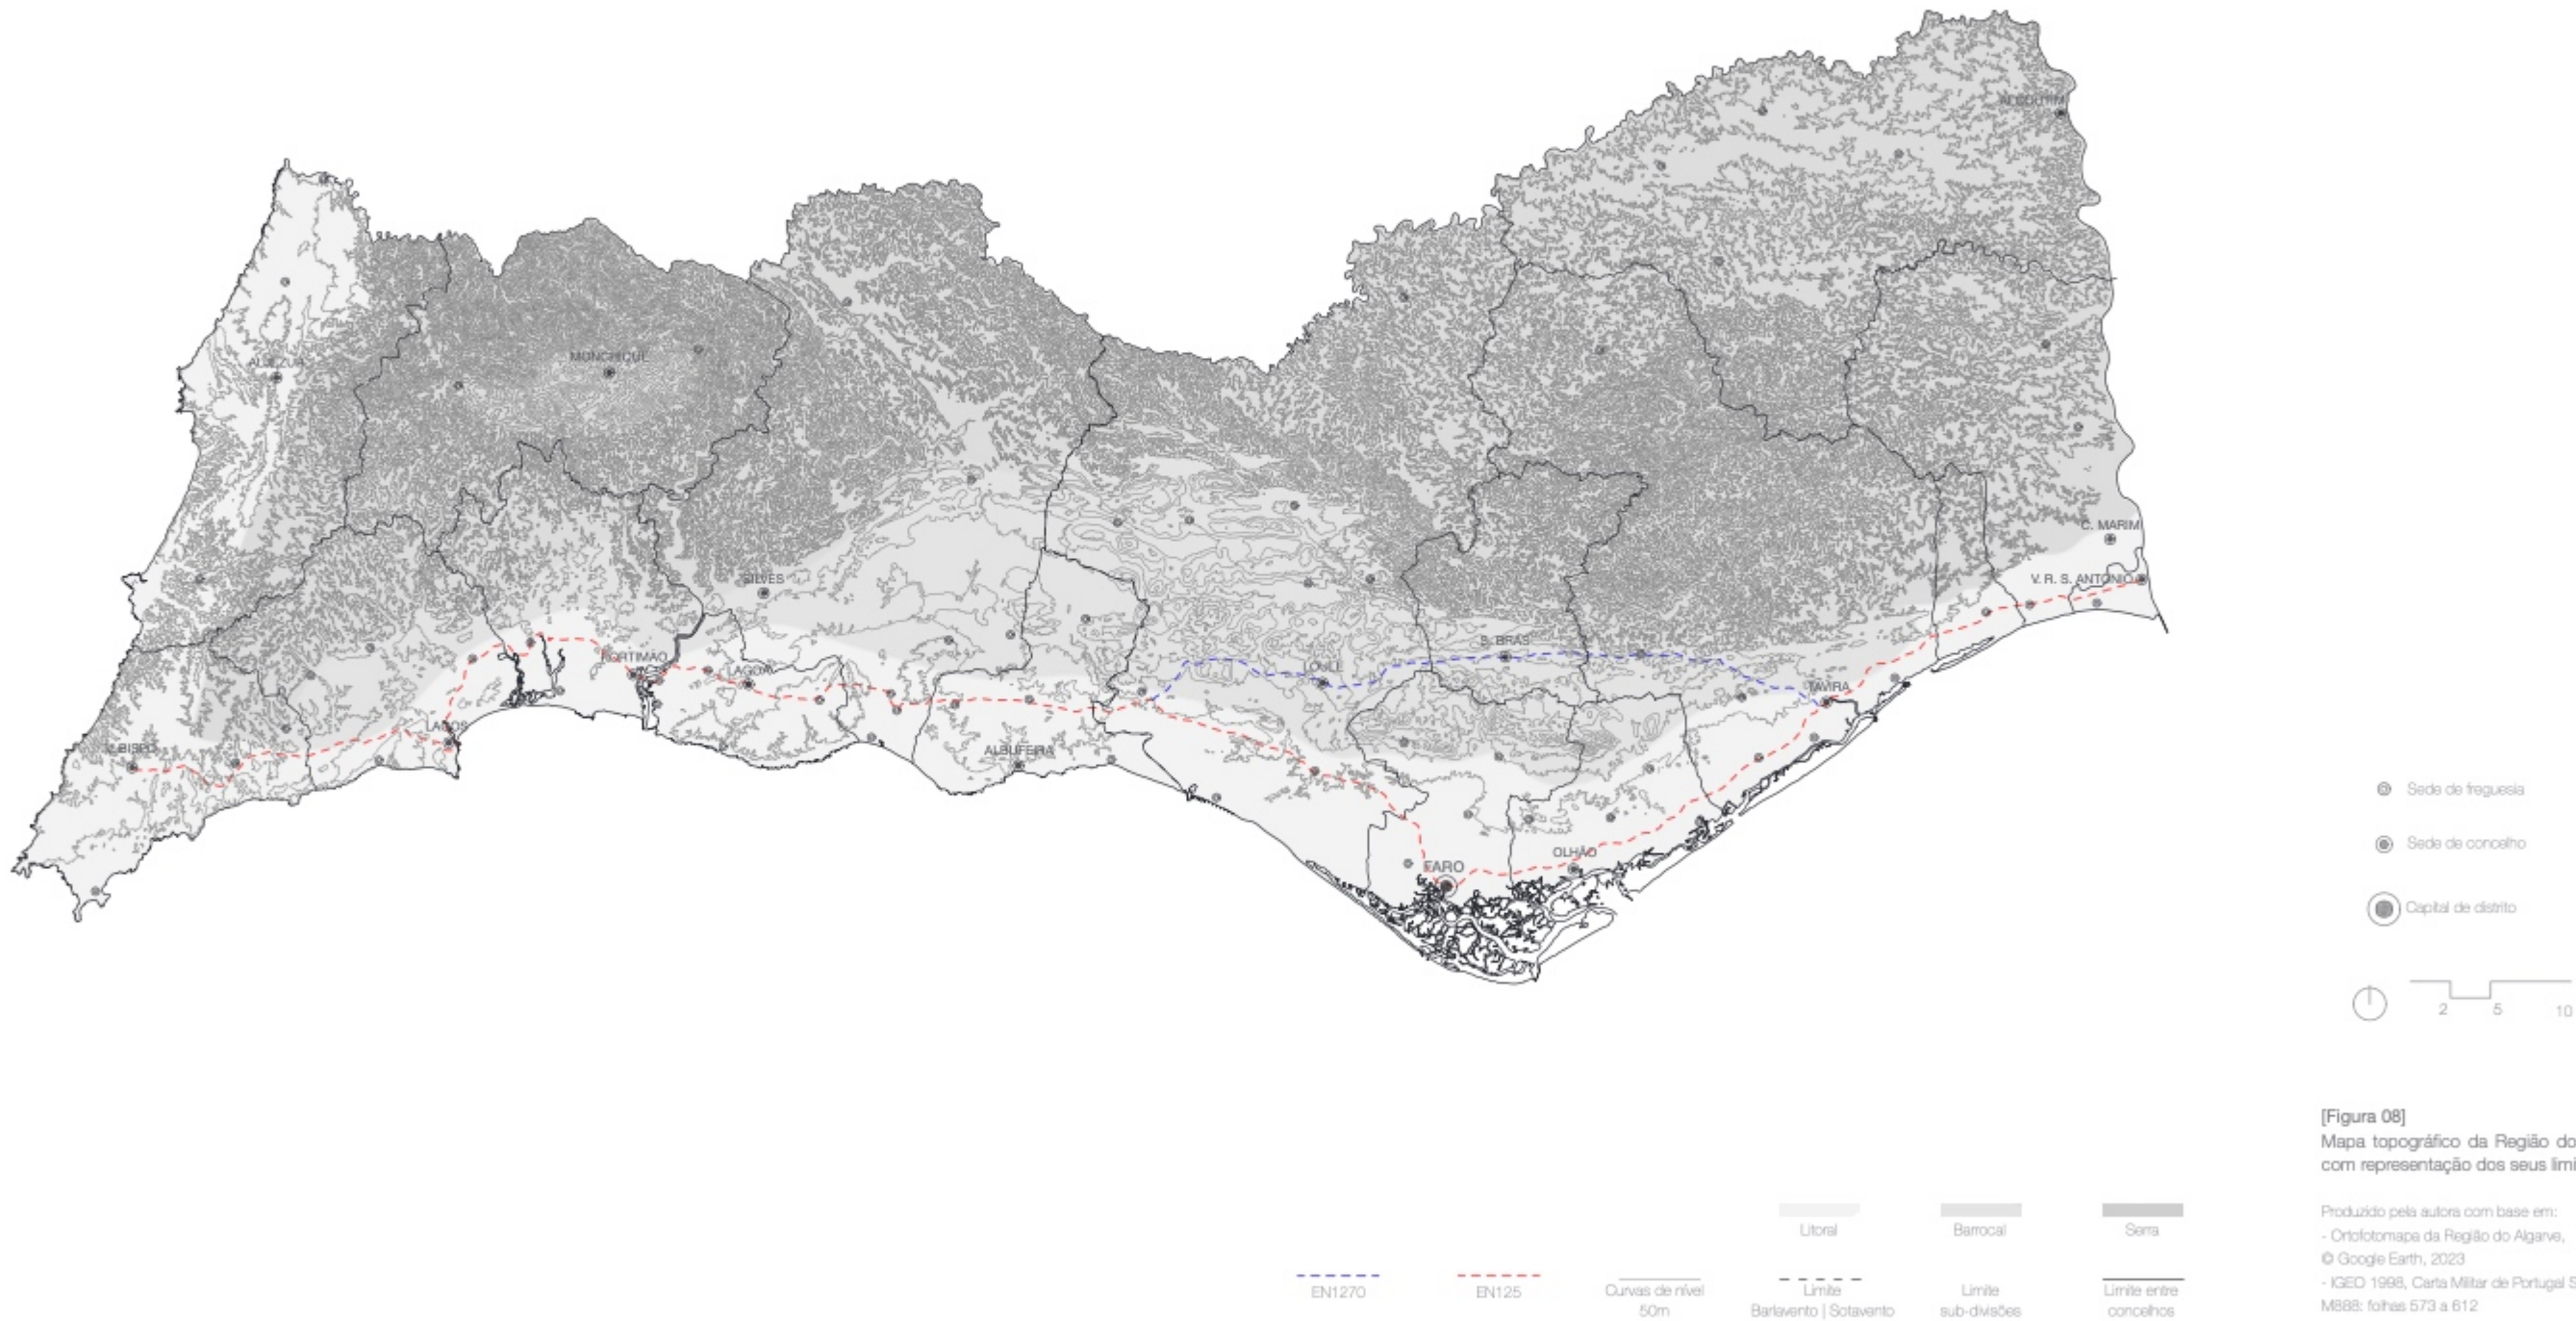 ALCOUTIM
ALJEZUR
MONCHIQUE
C. MARIM
SILVES
V. R. S. ANTÓNIO
S. BRÁS
PORTIMÃO
LAGOA
LOULÉ
TAVIRA
LAGOS
BISPO
ALBUFEIRA
OLHÃO
FARO
Sede de freguesia
Sede de concelho
Capital de distrito
2 5 10
[Figura 08]
Mapa topográfico da Região do
com representação dos seus limi
Produzido pela autora com base em:
- Ortofotomapa da Região do Algarve,
© Google Earth, 2023
- IGEO 1998, Carta Militar de Portugal S
M888: folhas 573 a 612
Litoral
Barrocal
Serra
EN1270
EN125
Curvas de nível
50m
Limite
Barlavento | Sotavento
Limite
sub-divisões
Limite entre
concelhos